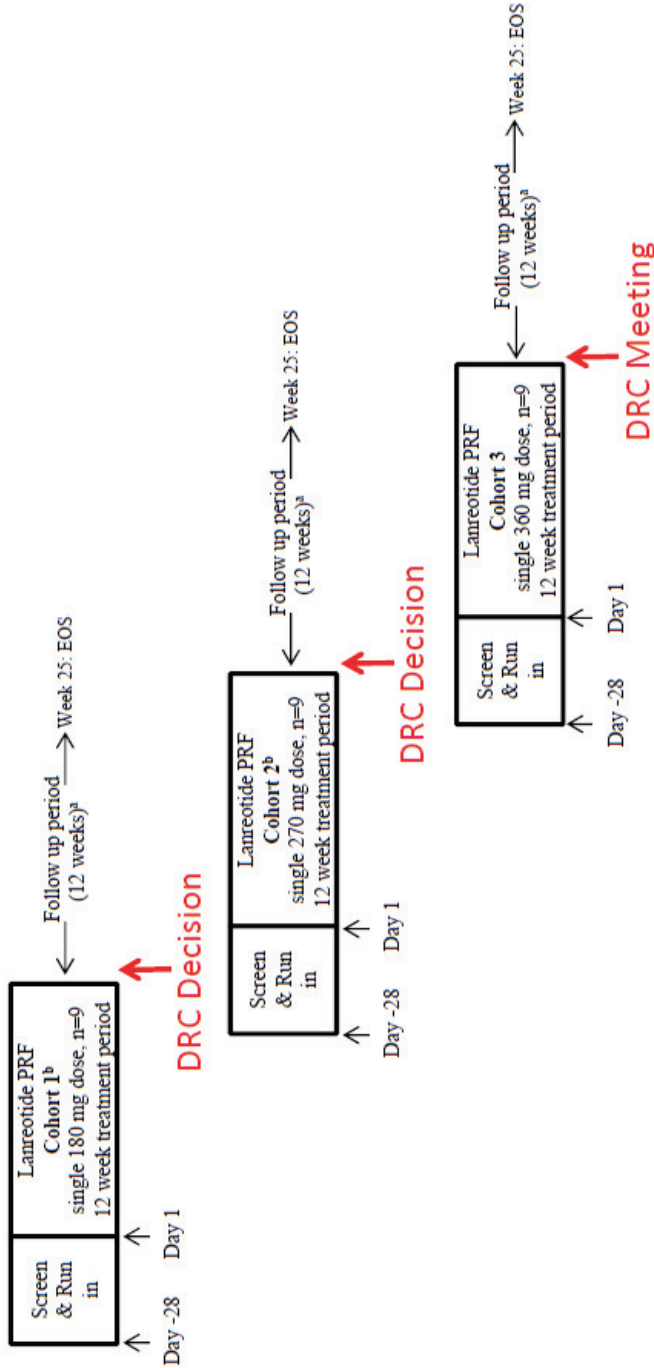 Screen
& Run
in
Lanreotide PRF
Cohort 1b
single 180 mg dose, n=9
12 week treatment period
Follow up period
(12 weeks)a
Week 25: EOS
Day -28
Day 1
DRC Decision
Screen
& Run
in
Lanreotide PRF
Cohort 2b
single 270 mg dose, n=9
12 week treatment period
Follow up period
(12 weeks)a
Week 25: EOS
Day -28
Day 1
DRC Decision
Screen
& Run
in
Lanreotide PRF
Cohort 3
single 360 mg dose, n=9
12 week treatment period
Follow up period
(12 weeks)a
Week 25: EOS
Day -28
Day 1
DRC Meeting